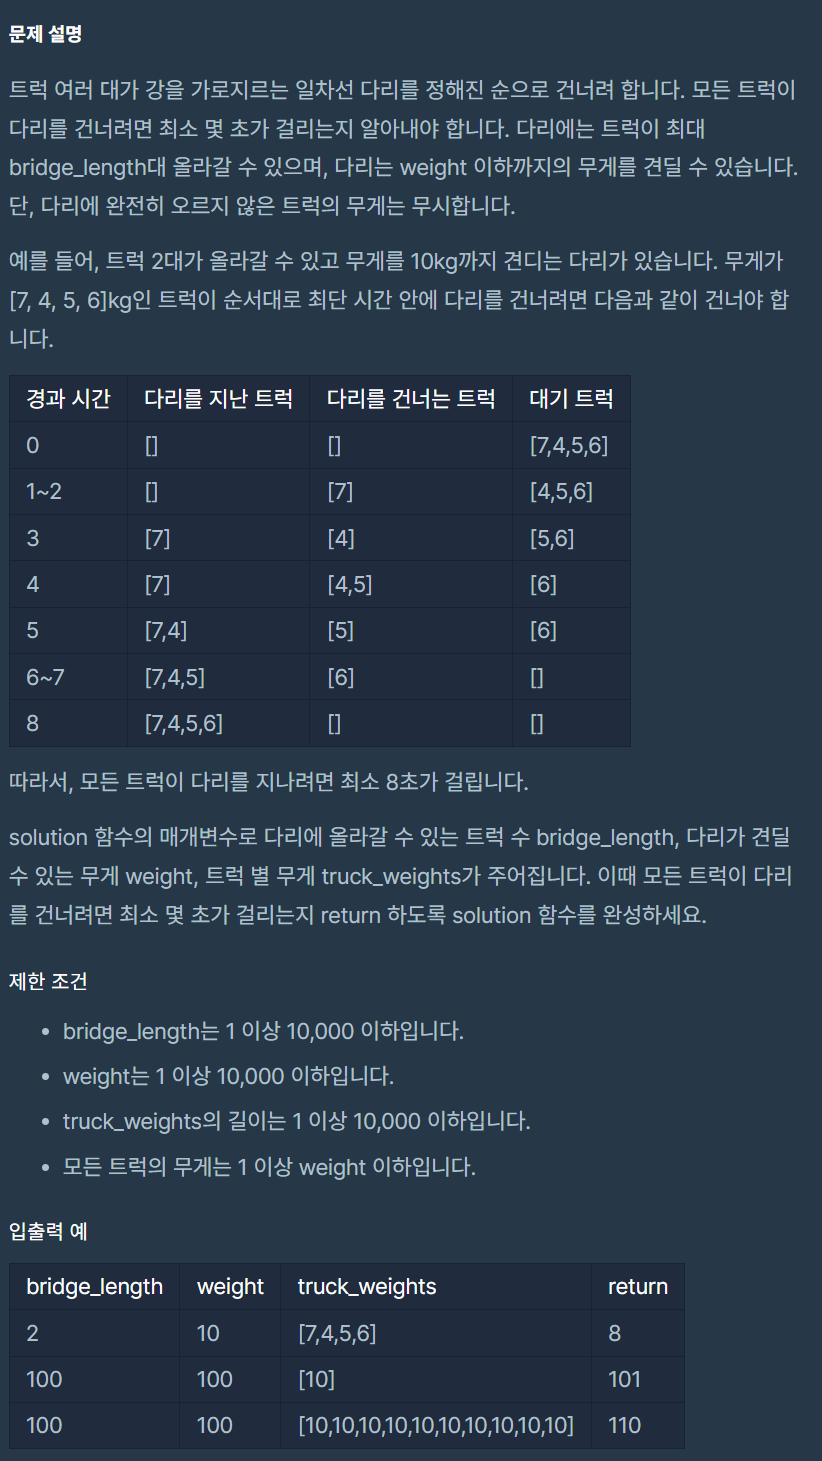 문제 설명
트럭 여러 대가 강을 가로지르는 일차선 다리를 정해진 순으로 건너려 합니다. 모든 트럭이
다리를 건너려면 최소 몇 초가 걸리는지 알아내야 합니다. 다리에는 트럭이 최대
bridge_length대 올라갈 수 있으며, 다리는 weight 이하까지의 무게를 견딜 수 있습니다.
단, 다리에 완전히 오르지 않은 트럭의 무게는 무시합니다.
예를 들어, 트럭 2대가 올라갈 수 있고 무게를 10kg까지 견디는 다리가 있습니다. 무게가
[7, 4, 5, 6]kg인 트럭이 순서대로 최단 시간 안에 다리를 건너려면 다음과 같이 건너야 합
니다.
경과 시간 다리를 지난 트럭 다리를 건너는 트럭 대기 트럭
0 [] [] [7,4,5,6]
1~2 [] [7] [4,5,6]
3 [7] [4] [5,6]
4 [7] [4,5] [6]
5 [7,4] [5] [6]
6~7 [7,4,5] [6] []
8 [7,4,5,6] [] []
따라서, 모든 트럭이 다리를 지나려면 최소 8초가 걸립니다.
solution 함수의 매개변수로 다리에 올라갈 수 있는 트럭 수 bridge_length, 다리가 견딜
수 있는 무게 weight, 트럭 별 무게 truck_weights가 주어집니다. 이때 모든 트럭이 다리
를 건너려면 최소 몇 초가 걸리는지 return 하도록 solution 함수를 완성하세요.
제한 조건
• bridge_length는 1 이상 10,000 이하입니다.
• weight는 1 이상 10,000 이하입니다.
• truck_weights의 길이는 1 이상 10,000 이하입니다.
• 모든 트럭의 무게는 1 이상 weight 이하입니다.
입출력 예
bridge_length weight truck_weights return
2 10 [7,4,5,6] 8
100 100 [10] 101
100 100 [10,10,10,10,10,10,10,10,10,10] 110